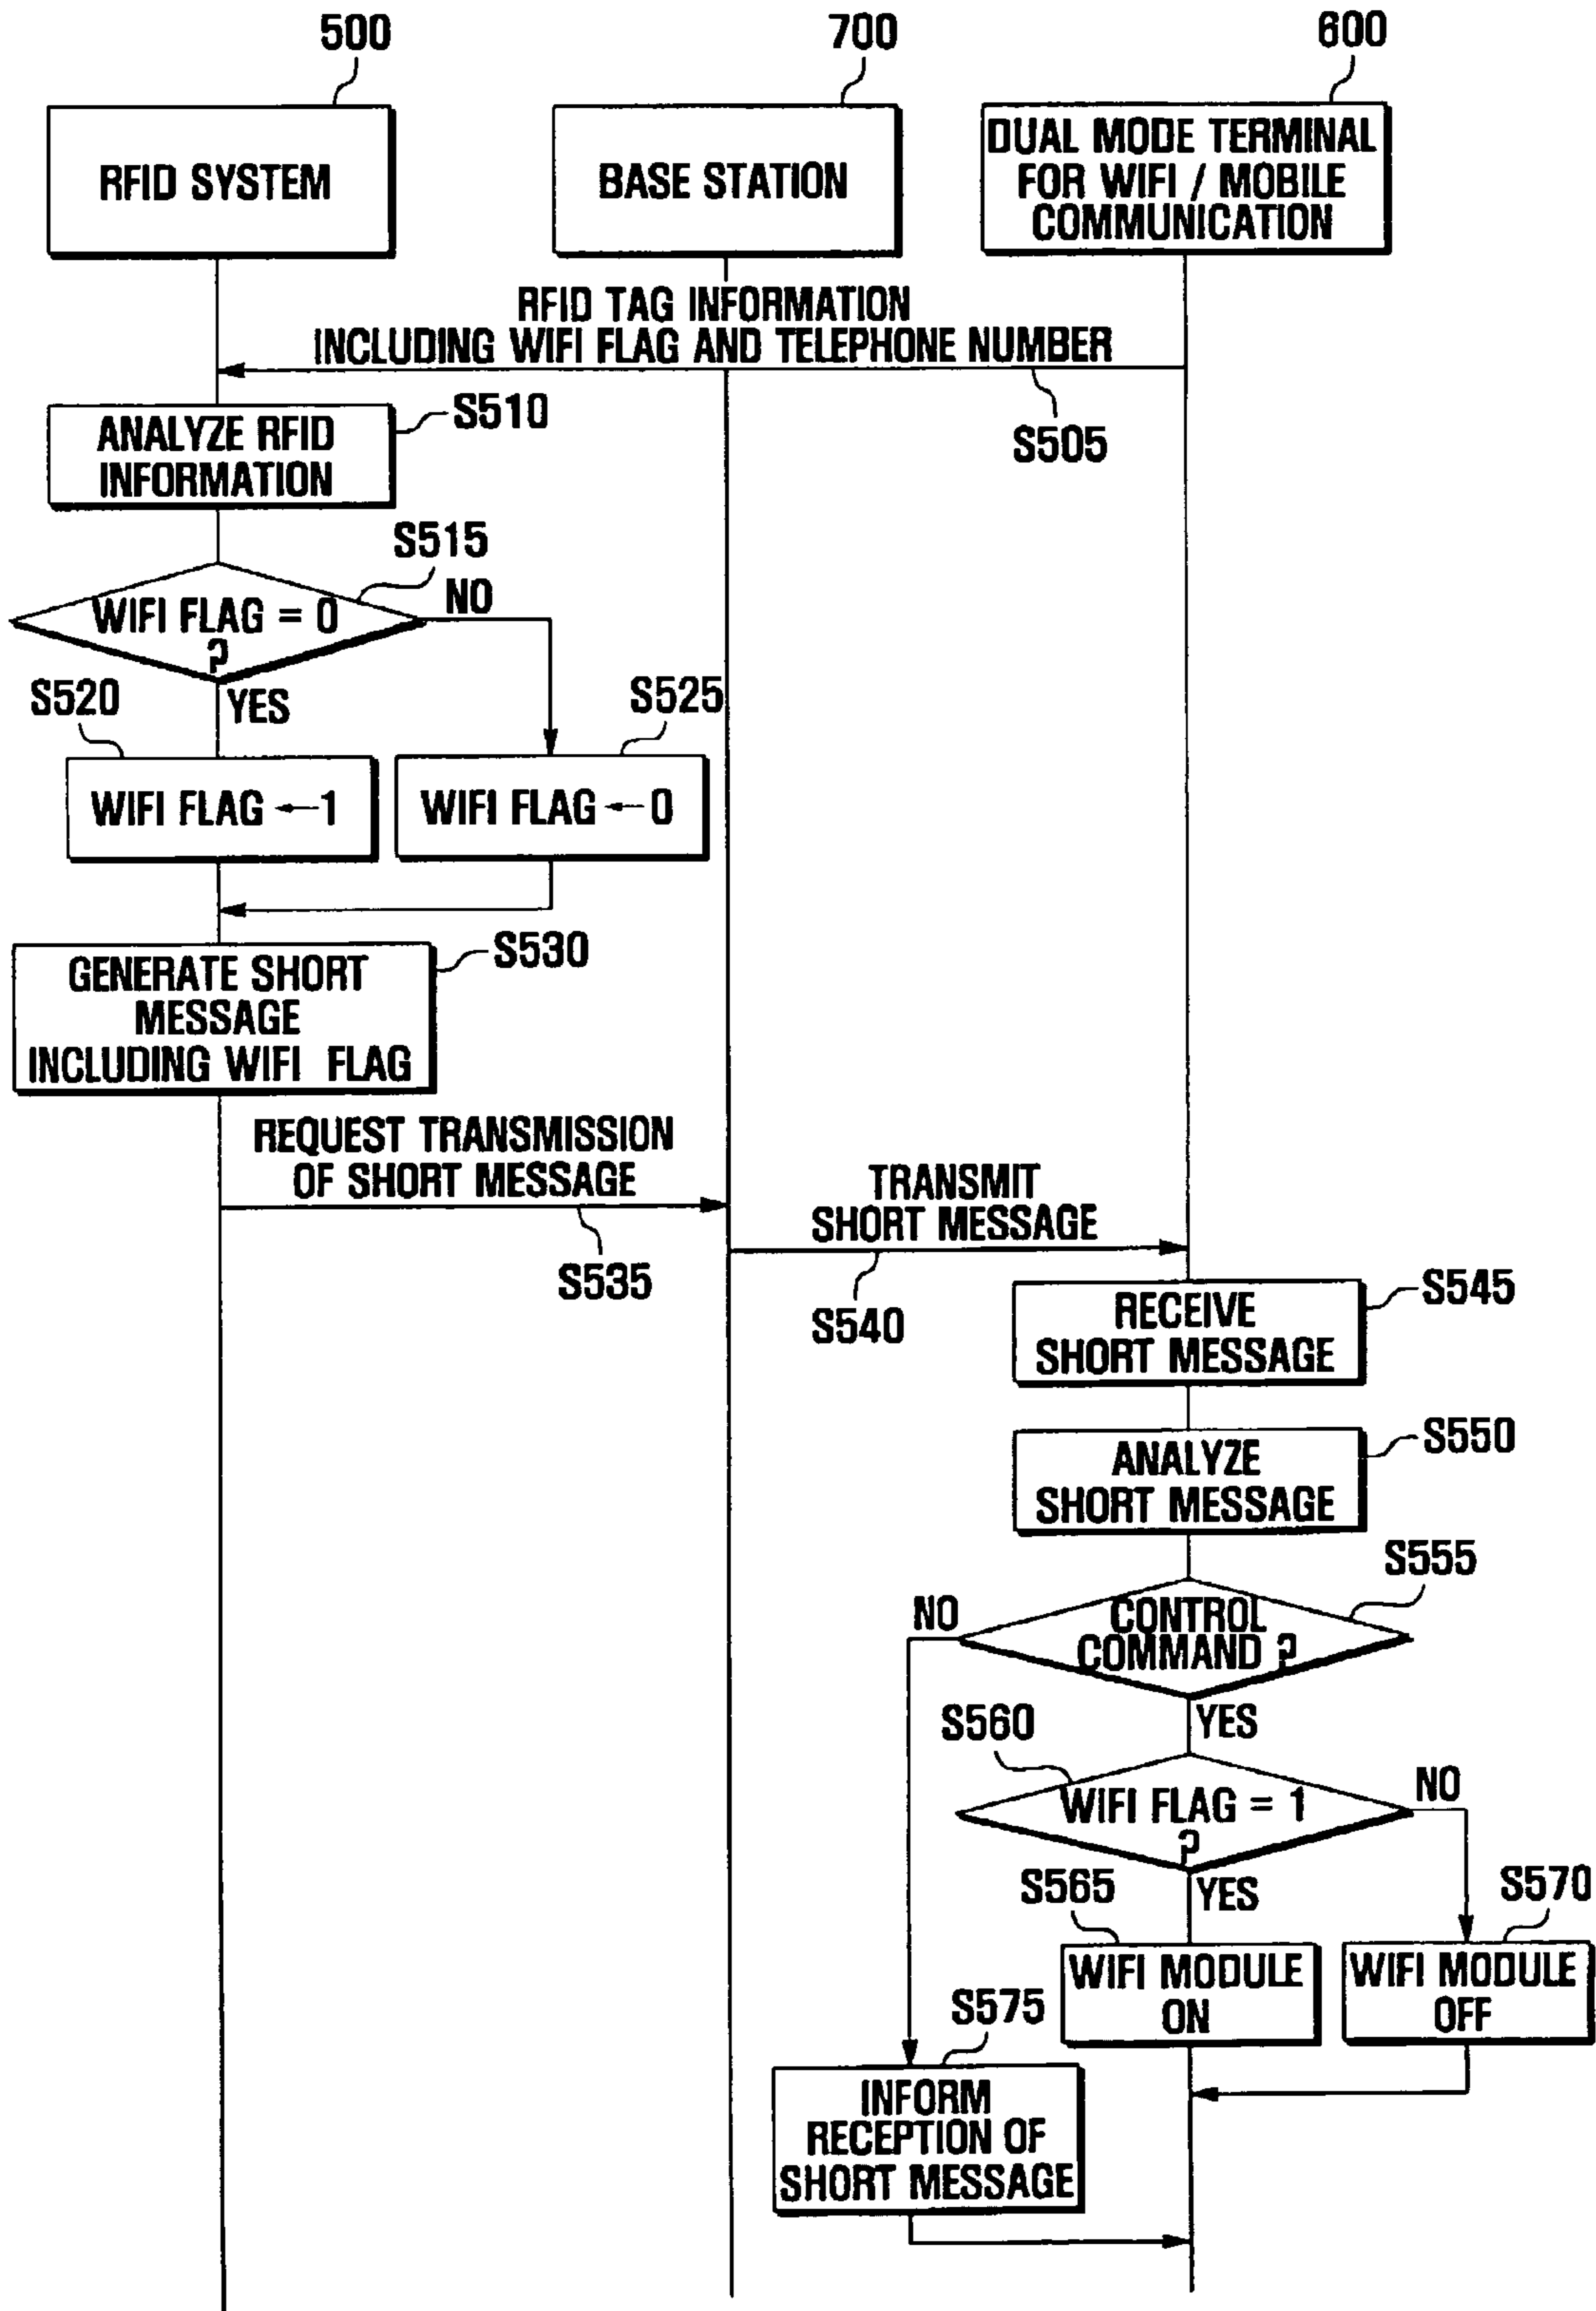 500
700
600
RFID SYSTEM
BASE STATION
DUAL MODE TERMINAL
FOR WIFI / MOBILE
COMMUNICATION
RFID TAG INFORMATION
INCLUDING WIFI FLAG AND TELEPHONE NUMBER
S505
ANALYZE RFID
INFORMATION
S510
S515
WIFI FLAG = 0
?
NO
YES
S520
S525
WIFI FLAG ← 1
WIFI FLAG ← 0
GENERATE SHORT
MESSAGE
INCLUDING WIFI FLAG
S530
REQUEST TRANSMISSION
OF SHORT MESSAGE
S535
TRANSMIT
SHORT MESSAGE
S540
RECEIVE
SHORT MESSAGE
S545
ANALYZE
SHORT MESSAGE
S550
S555
CONTROL
COMMAND ?
NO
YES
S560
WIFI FLAG = 1
?
NO
YES
S565
S570
WIFI MODULE
ON
WIFI MODULE
OFF
S575
INFORM
RECEPTION OF
SHORT MESSAGE